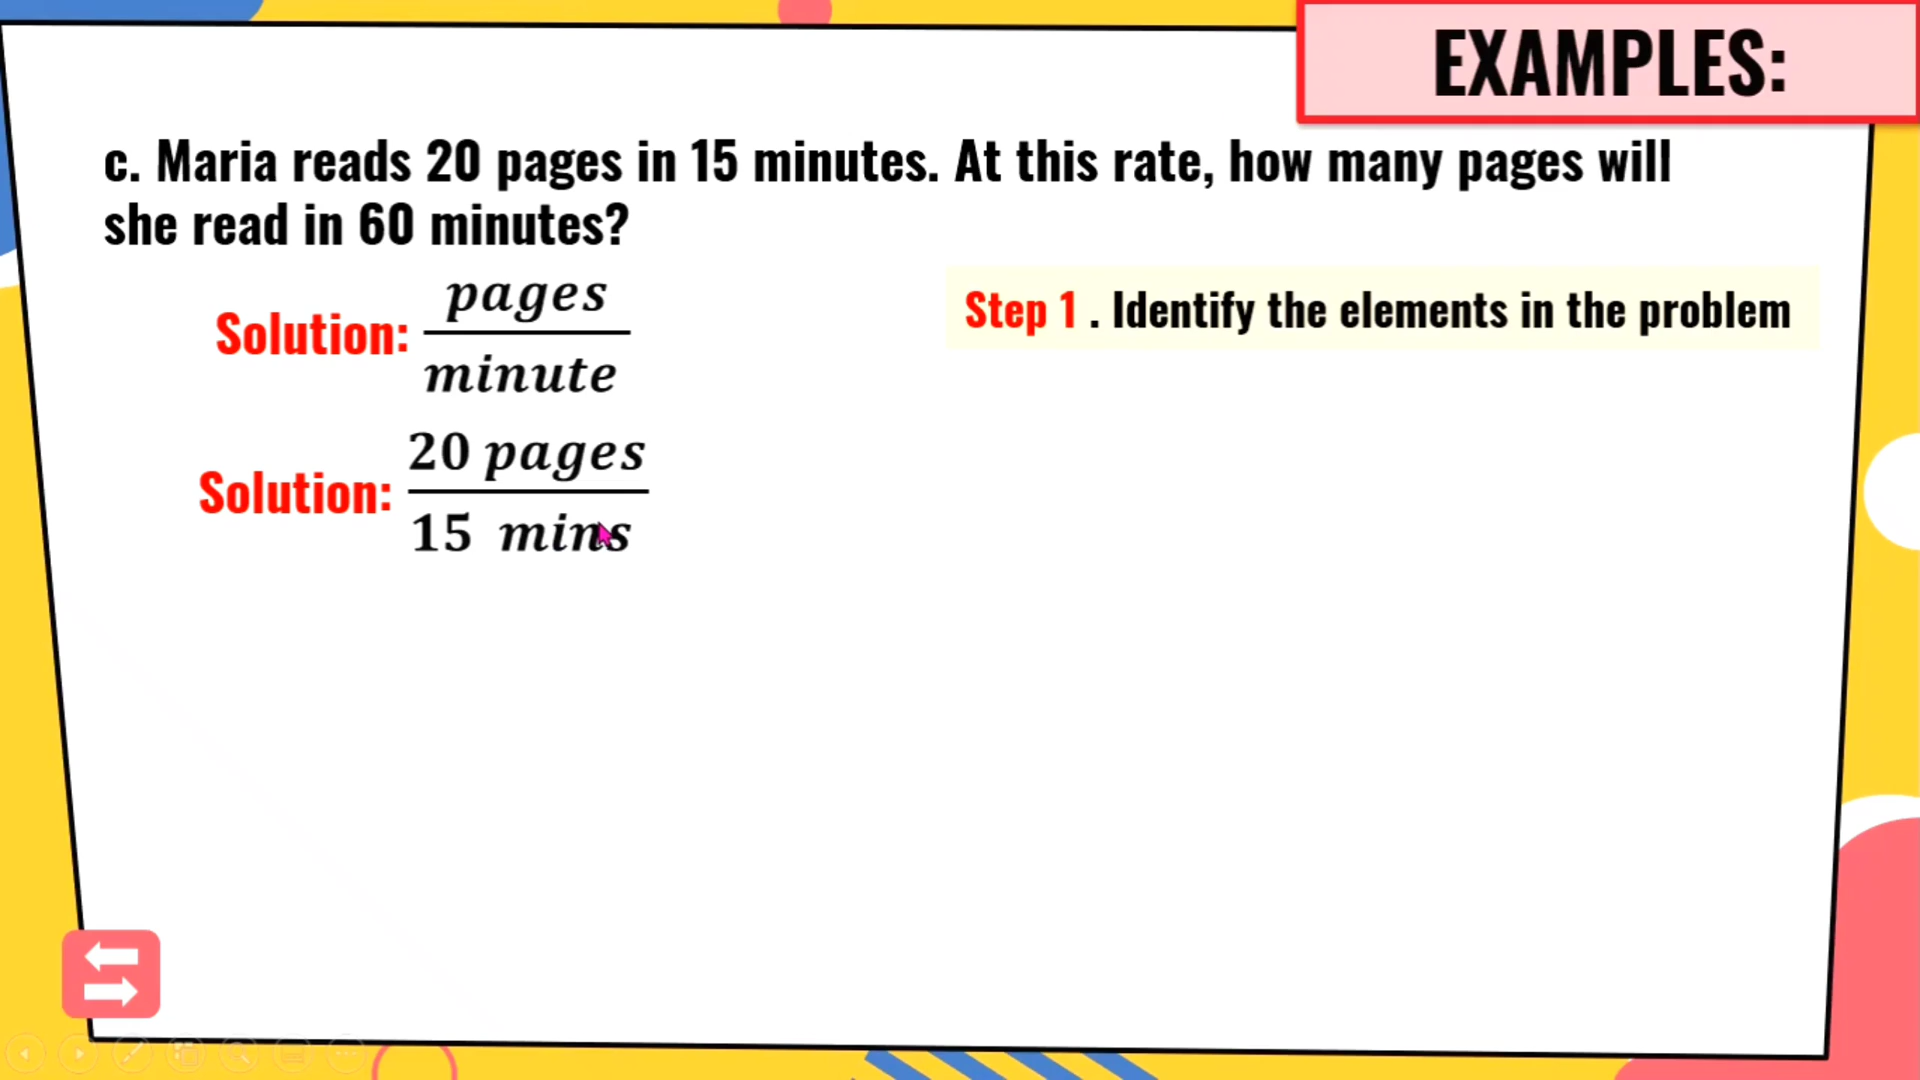 EXAMPLES:
c. Maria reads 20 pages in 15 minutes. At this rate, how many pages will
she read in 60 minutes?
Step 1 . Identify the elements in the problem
Solution: pages
minute
Solution: 20 pages
15 mins